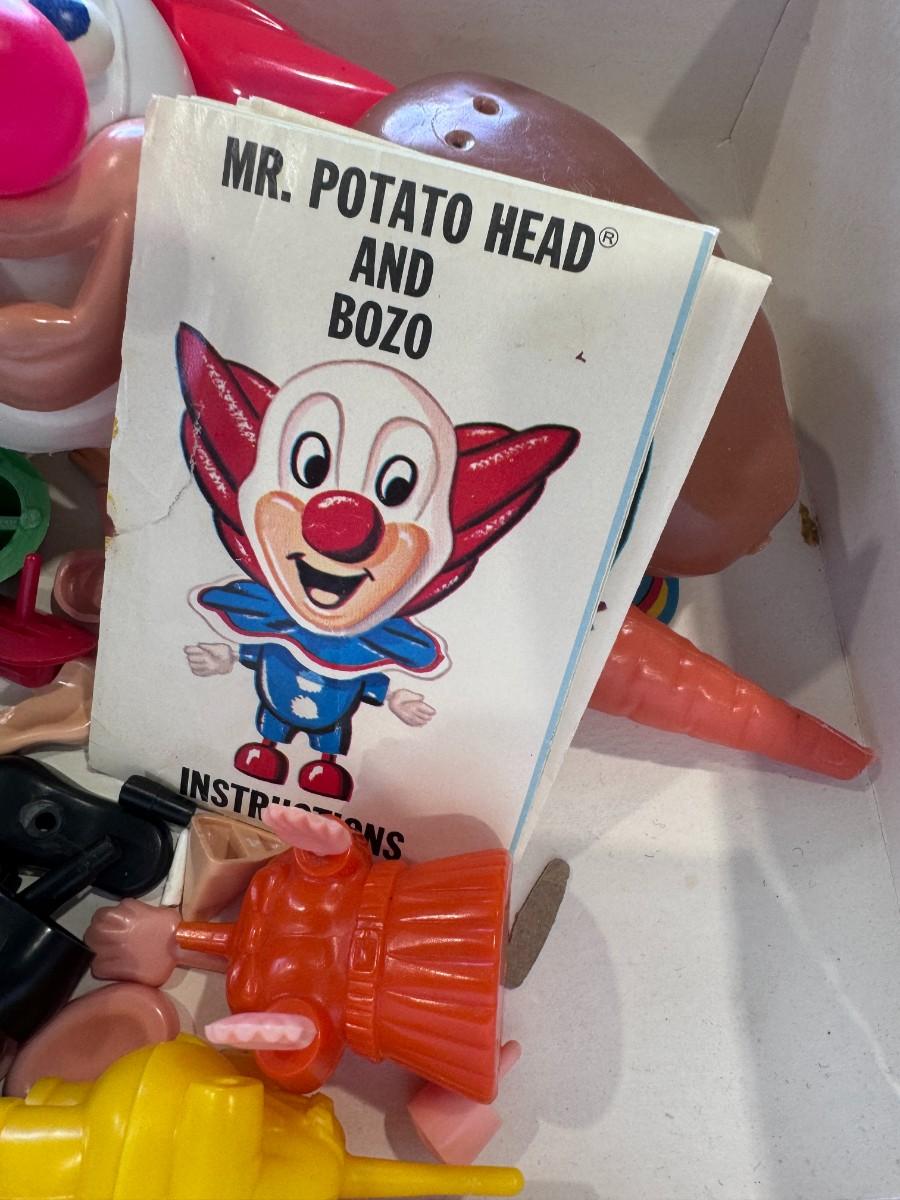 MR. POTATO HEAD®
AND
BOZO
INSTRUCTIONS